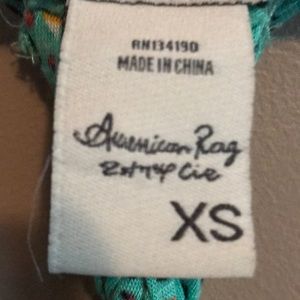 RN134190
MADE IN CHINA
American Rag
Cie
XS